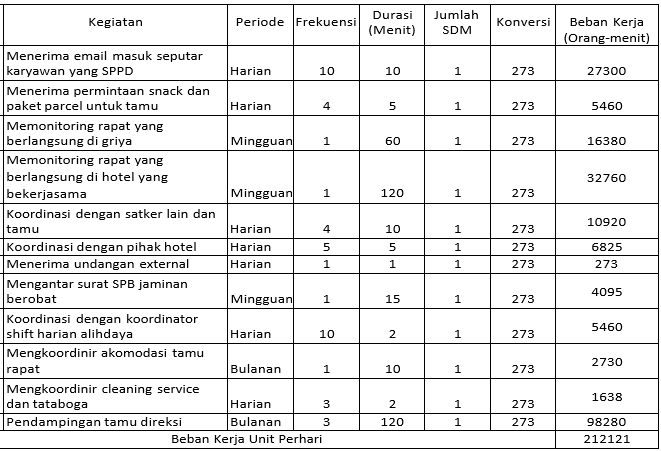 Kegiatan Periode Frekuensi Durasi (Menit) Jumlah SDM Konversi Beban Kerja (Orang-menit)
Menerima email masuk seputar
karyawan yang SPPD Harian 10 10 1 273 27300
Menerima permintaan snack dan
paket parcel untuk tamu Harian 4 5 1 273 5460
Memonitoring rapat yang
berlangsung di griya Mingguan 1 60 1 273 16380
Memonitoring rapat yang
berlangsung di hotel yang
bekerjasama Mingguan 1 120 1 273 32760
Koordinasi dengan satker lain dan
tamu Harian 4 10 1 273 10920
Koordinasi dengan pihak hotel Harian 5 5 1 273 6825
Menerima undangan external Harian 1 1 1 273 273
Mengantar surat SPB jaminan
berobat Mingguan 1 15 1 273 4095
Koordinasi dengan koordinator
shift harian alihdaya Harian 10 2 1 273 5460
Mengkoordinir akomodasi tamu
rapat Bulanan 1 10 1 273 2730
Mengkoordinir cleaning service
dan tataboga Harian 3 2 1 273 1638
Pendampingan tamu direksi Bulanan 3 120 1 273 98280
Beban Kerja Unit Perhari 212121